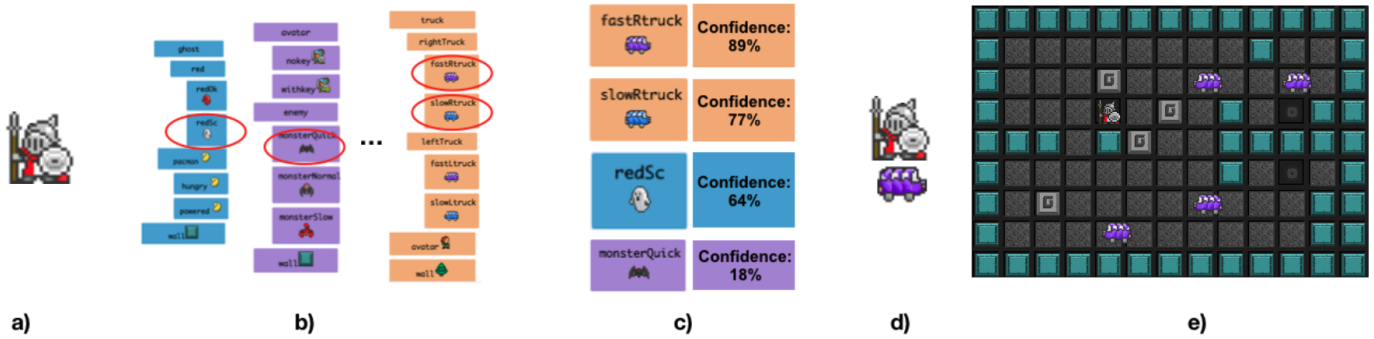 ghost
red
redOk
redSc
pacman
hungry
powered
wall
avatar
nokey
withkey
enemy
monsterQuick
monsterNormal
monsterSlow
wall
...
truck
rightTruck
fastRtruck
slowRtruck
leftTruck
fastLtruck
slowLtruck
avatar
wall
fastRtruck
Confidence:
89%
slowRtruck
Confidence:
77%
redSc
Confidence:
64%
monsterQuick
Confidence:
18%
a)
b)
c)
d)
e)